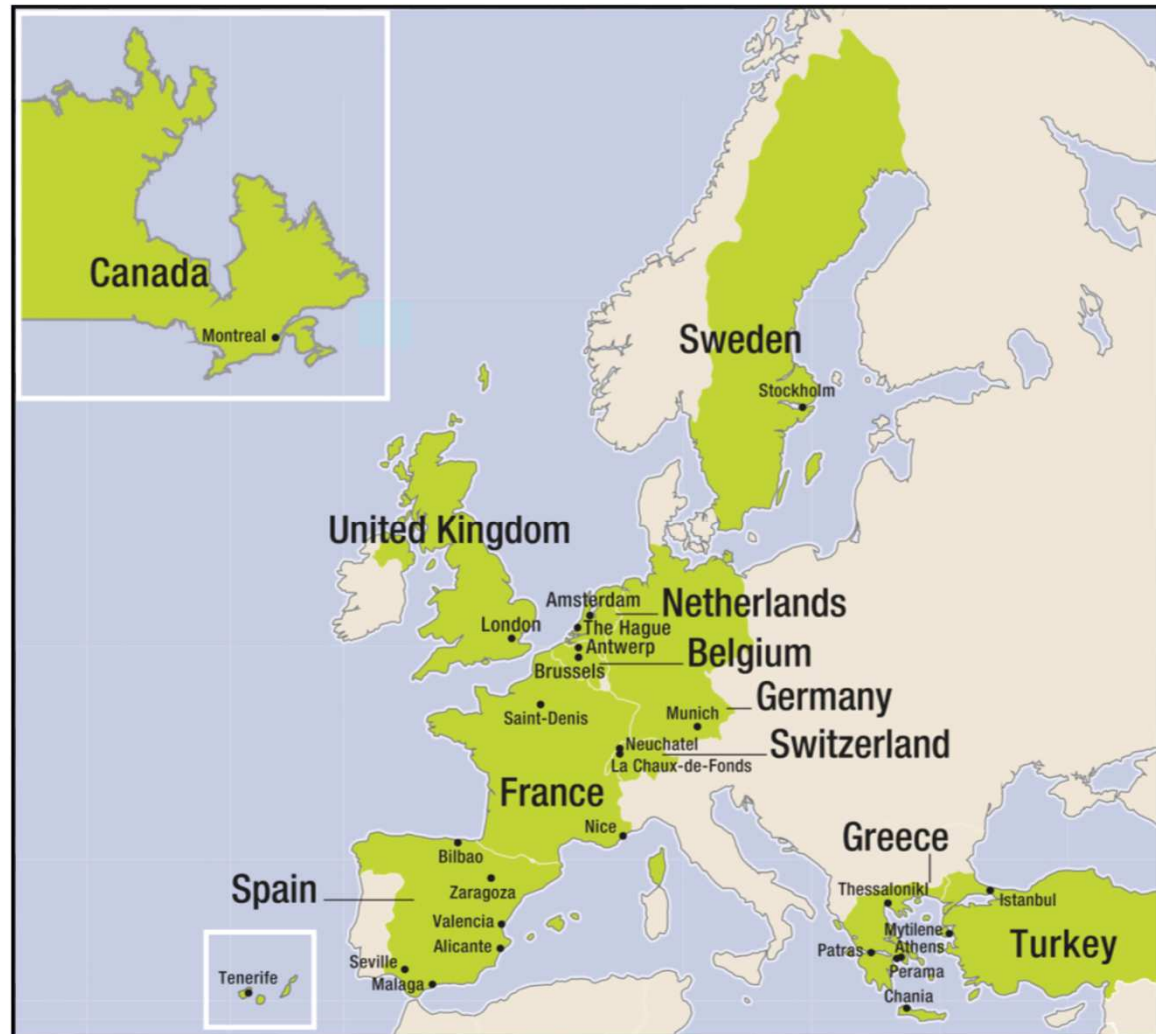 Canada
Montreal
Sweden
Stockholm
United Kingdom
London
Amsterdam
Netherlands
The Hague
Antwerp
Belgium
Brussels
Germany
Saint-Denis
Munich
Switzerland
Neuchatel
La Chaux-de-Fonds
France
Nice
Bilbao
Greece
Spain
Zaragoza
Thessaloniki
Istanbul
Valencia
Mytilene
Alicante
Athens
Patras
Turkey
Seville
Perama
Tenerife
Malaga
Chania